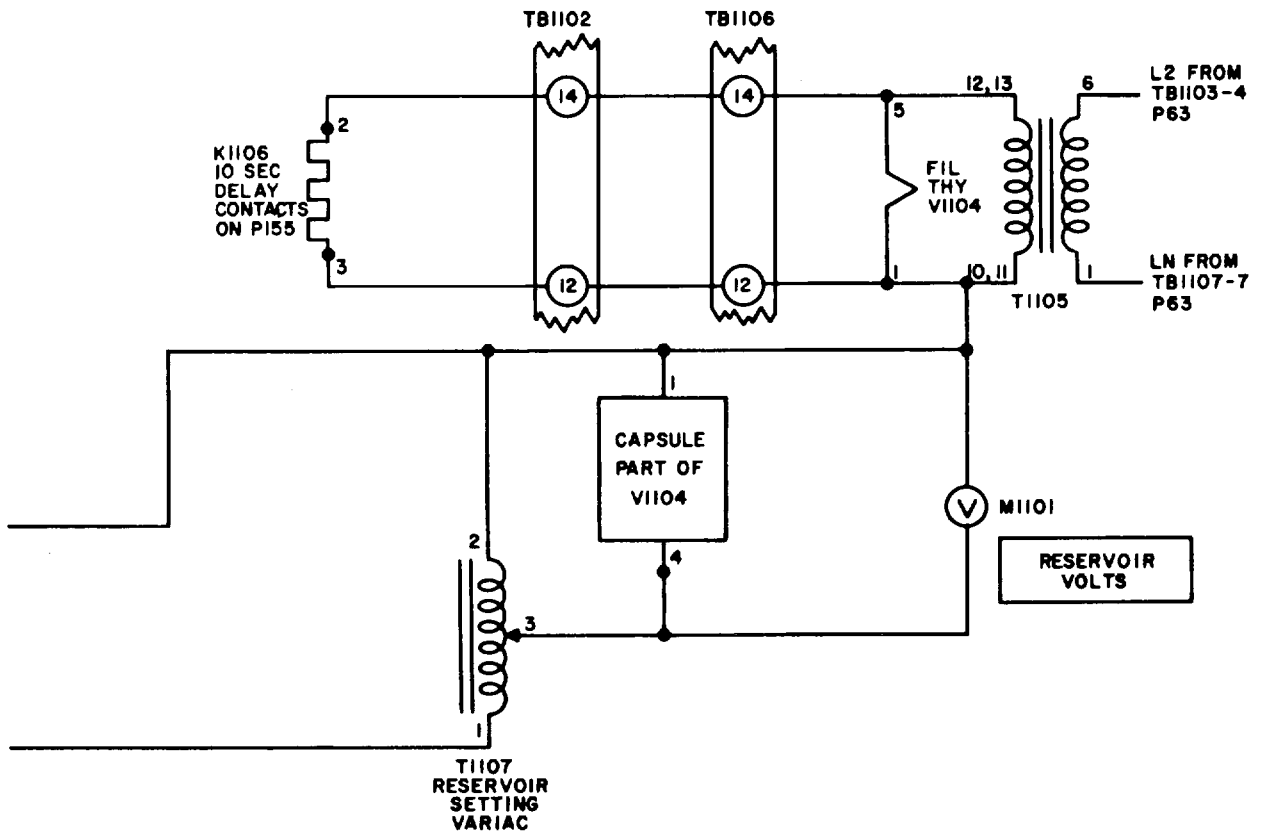 TB1102
TB1106
14
14
12,13
6
L2 FROM
TB1103-4
P63
2
5
K1106
10 SEC
DELAY
CONTACTS
ON P155
FIL
THY
V1104
3
12
12
1
10,11
1
LN FROM
TB1107-7
P63
T1105
1
CAPSULE
PART OF
V1104
V
M1101
2
4
RESERVOIR
VOLTS
3
1
T1107
RESERVOIR
SETTING
VARIAC